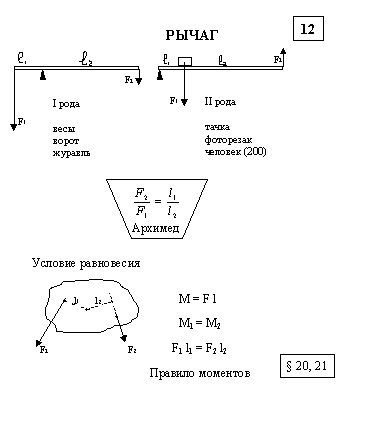 РЫЧАГ
12
ℓ₁ ℓ₂
F₁ F₂
I рода
весы
ворот
журавль
ℓ₁ ℓ₂
F₁ F₂
II рода
тачка
фоторезак
человек (200)
F₂ / F₁ = l₁ / l₂
Архимед
Условие равновесия
l₁ l₂
F₁ F₂
M = F l
M₁ = M₂
F₁ l₁ = F₂ l₂
Правило моментов
§ 20, 21